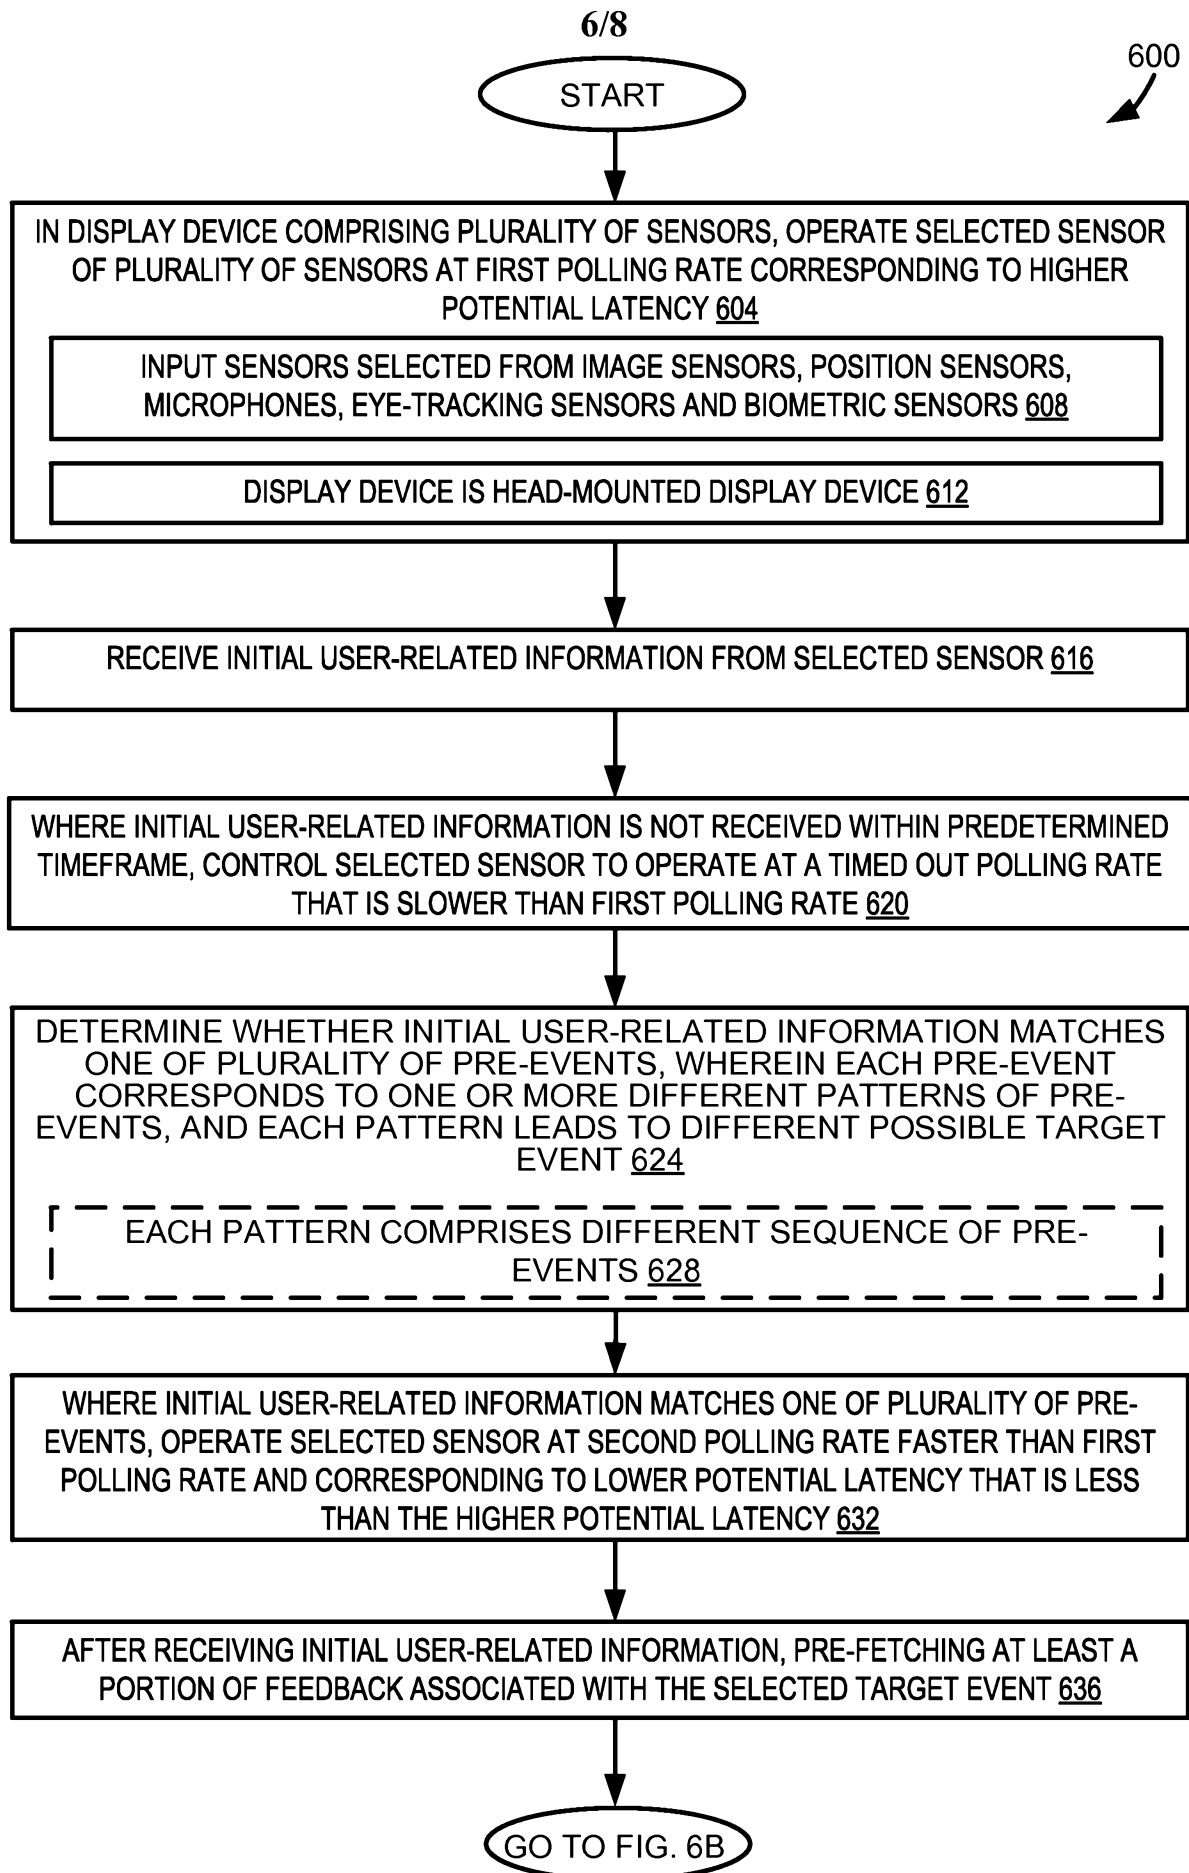 6/8
600
START
IN DISPLAY DEVICE COMPRISING PLURALITY OF SENSORS, OPERATE SELECTED SENSOR
OF PLURALITY OF SENSORS AT FIRST POLLING RATE CORRESPONDING TO HIGHER
POTENTIAL LATENCY 604
INPUT SENSORS SELECTED FROM IMAGE SENSORS, POSITION SENSORS,
MICROPHONES, EYE-TRACKING SENSORS AND BIOMETRIC SENSORS 608
DISPLAY DEVICE IS HEAD-MOUNTED DISPLAY DEVICE 612
RECEIVE INITIAL USER-RELATED INFORMATION FROM SELECTED SENSOR 616
WHERE INITIAL USER-RELATED INFORMATION IS NOT RECEIVED WITHIN PREDETERMINED
TIMEFRAME, CONTROL SELECTED SENSOR TO OPERATE AT A TIMED OUT POLLING RATE
THAT IS SLOWER THAN FIRST POLLING RATE 620
DETERMINE WHETHER INITIAL USER-RELATED INFORMATION MATCHES
ONE OF PLURALITY OF PRE-EVENTS, WHEREIN EACH PRE-EVENT
CORRESPONDS TO ONE OR MORE DIFFERENT PATTERNS OF PRE-
EVENTS, AND EACH PATTERN LEADS TO DIFFERENT POSSIBLE TARGET
EVENT 624
EACH PATTERN COMPRISES DIFFERENT SEQUENCE OF PRE-
EVENTS 628
WHERE INITIAL USER-RELATED INFORMATION MATCHES ONE OF PLURALITY OF PRE-
EVENTS, OPERATE SELECTED SENSOR AT SECOND POLLING RATE FASTER THAN FIRST
POLLING RATE AND CORRESPONDING TO LOWER POTENTIAL LATENCY THAT IS LESS
THAN THE HIGHER POTENTIAL LATENCY 632
AFTER RECEIVING INITIAL USER-RELATED INFORMATION, PRE-FETCHING AT LEAST A
PORTION OF FEEDBACK ASSOCIATED WITH THE SELECTED TARGET EVENT 636
GO TO FIG. 6B